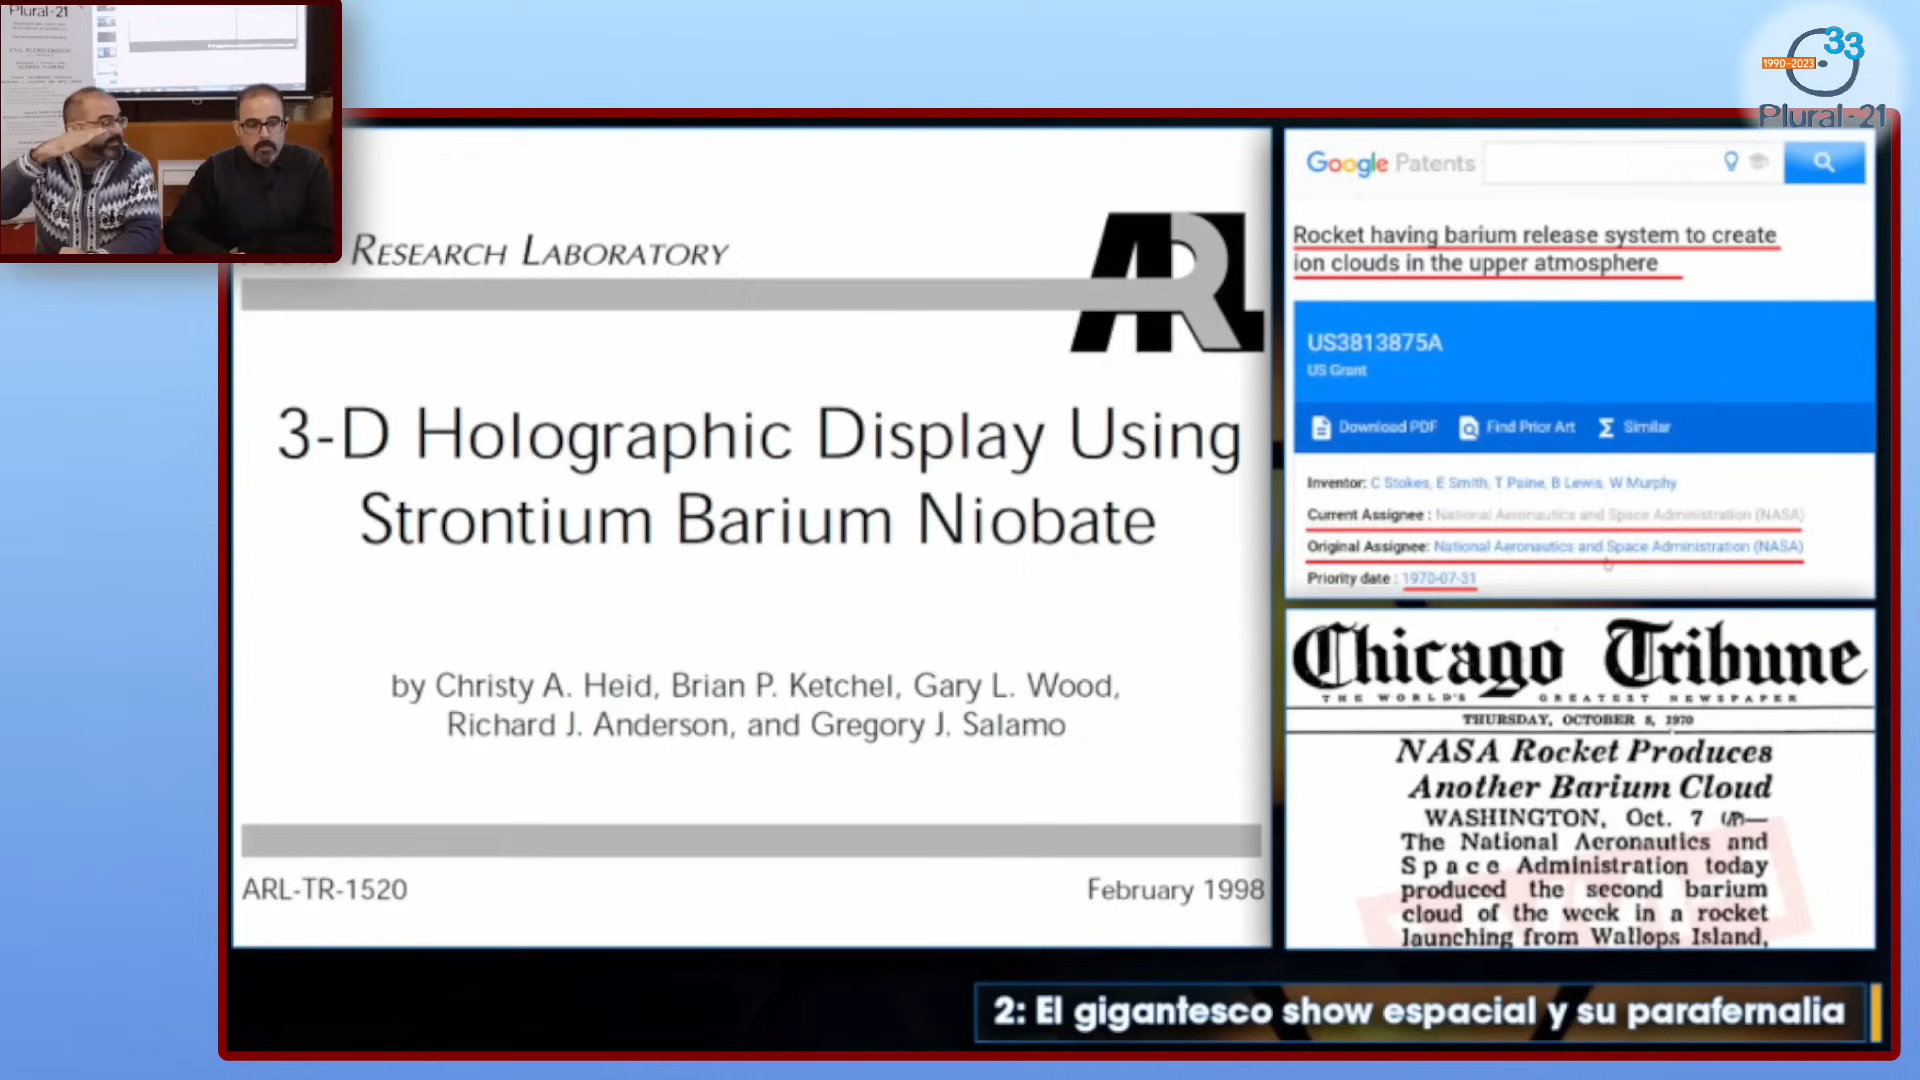 Plural-21
33
1990-2023
Plural-21
RESEARCH LABORATORY
ARL
3-D Holographic Display Using
Strontium Barium Niobate
by Christy A. Heid, Brian P. Ketchel, Gary L. Wood,
Richard J. Anderson, and Gregory J. Salamo
ARL-TR-1520
February 1998
Google Patents
Rocket having barium release system to create
ion clouds in the upper atmosphere
US3813875A
US Grant
Download PDF Find Prior Art Similar
Inventor: C Stokes, E Smith, T Paine, B Lewis, W Murphy
Current Assignee : National Aeronautics and Space Administration (NASA)
Original Assignee: National Aeronautics and Space Administration (NASA)
Priority date : 1970-07-31
Chicago Tribune
THE WORLD'S GREATEST NEWSPAPER
THURSDAY, OCTOBER 8, 1970
NASA Rocket Produces
Another Barium Cloud
WASHINGTON, Oct. 7 (AP)—
The National Aeronautics and
Space Administration today
produced the second barium
cloud of the week in a rocket
launching from Wallops Island,
2: El gigantesco show espacial y su parafernalia